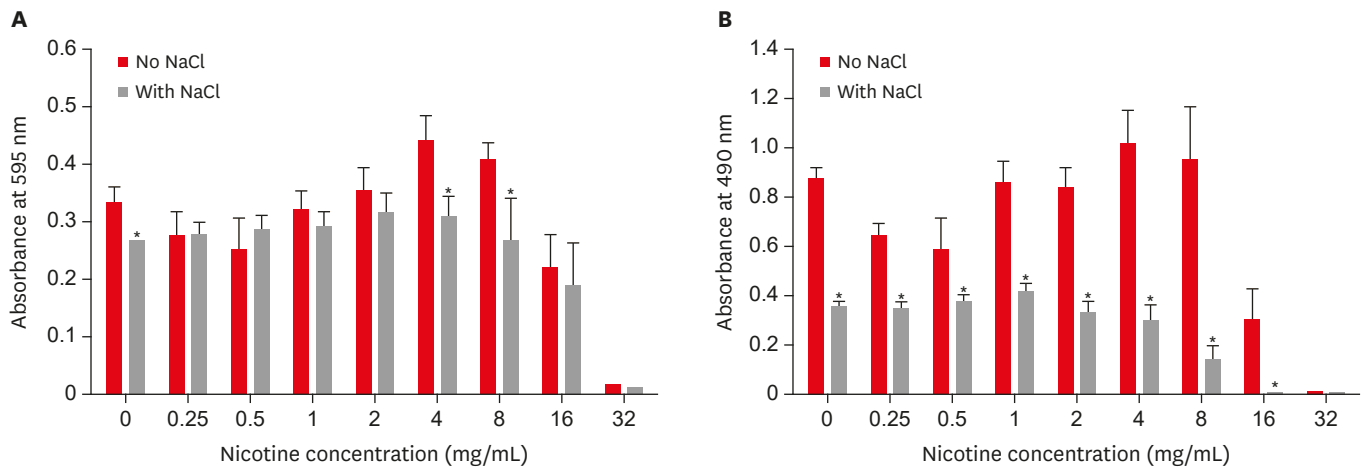 A
0.6
0.5
0.4
0.3
0.2
0.1
0
Absorbance at 595 nm
No NaCl
With NaCl
*
*
*
0 0.25 0.5 1 2 4 8 16 32
Nicotine concentration (mg/mL)
B
1.4
1.2
1.0
0.8
0.6
0.4
0.2
0
Absorbance at 490 nm
No NaCl
With NaCl
*
*
*
*
*
*
*
*
0 0.25 0.5 1 2 4 8 16 32
Nicotine concentration (mg/mL)